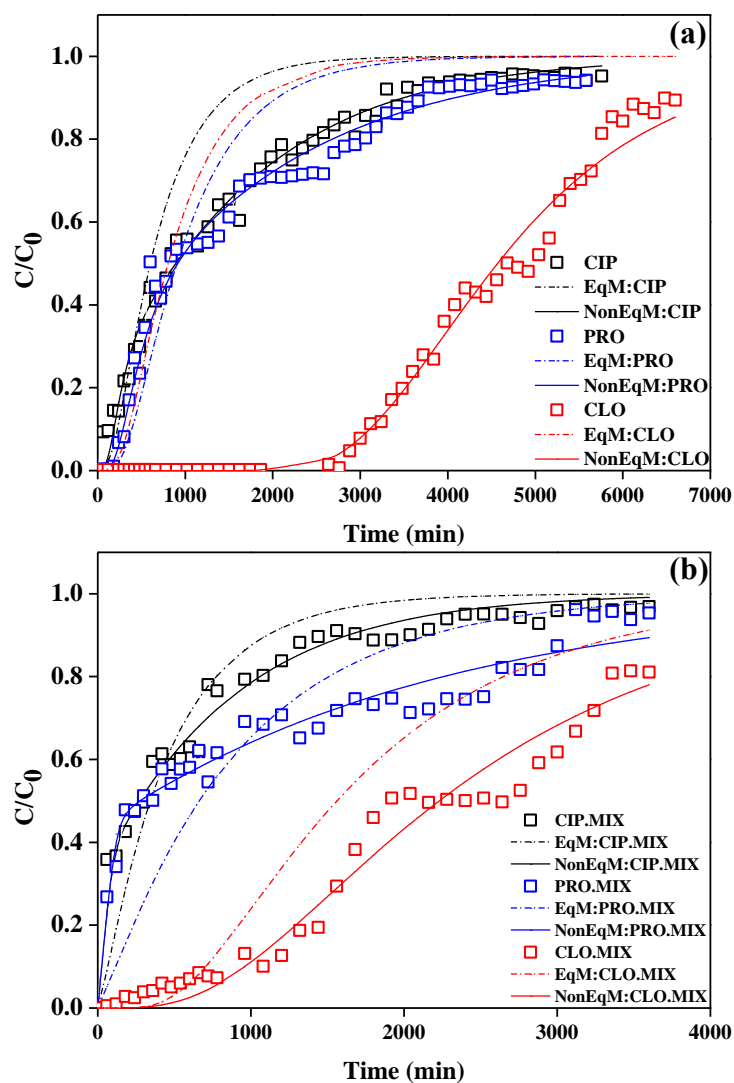 (a)
1.0
0.8
0.6
0.4
0.2
0.0
C/C0
CIP
EqM:CIP
NonEqM:CIP
PRO
EqM:PRO
NonEqM:PRO
CLO
EqM:CLO
NonEqM:CLO
0 1000 2000 3000 4000 5000 6000 7000
Time (min)
(b)
1.0
0.8
0.6
0.4
0.2
0.0
C/C0
CIP.MIX
EqM:CIP.MIX
NonEqM:CIP.MIX
PRO.MIX
EqM:PRO.MIX
NonEqM:PRO.MIX
CLO.MIX
EqM:CLO.MIX
NonEqM:CLO.MIX
0 1000 2000 3000 4000
Time (min)